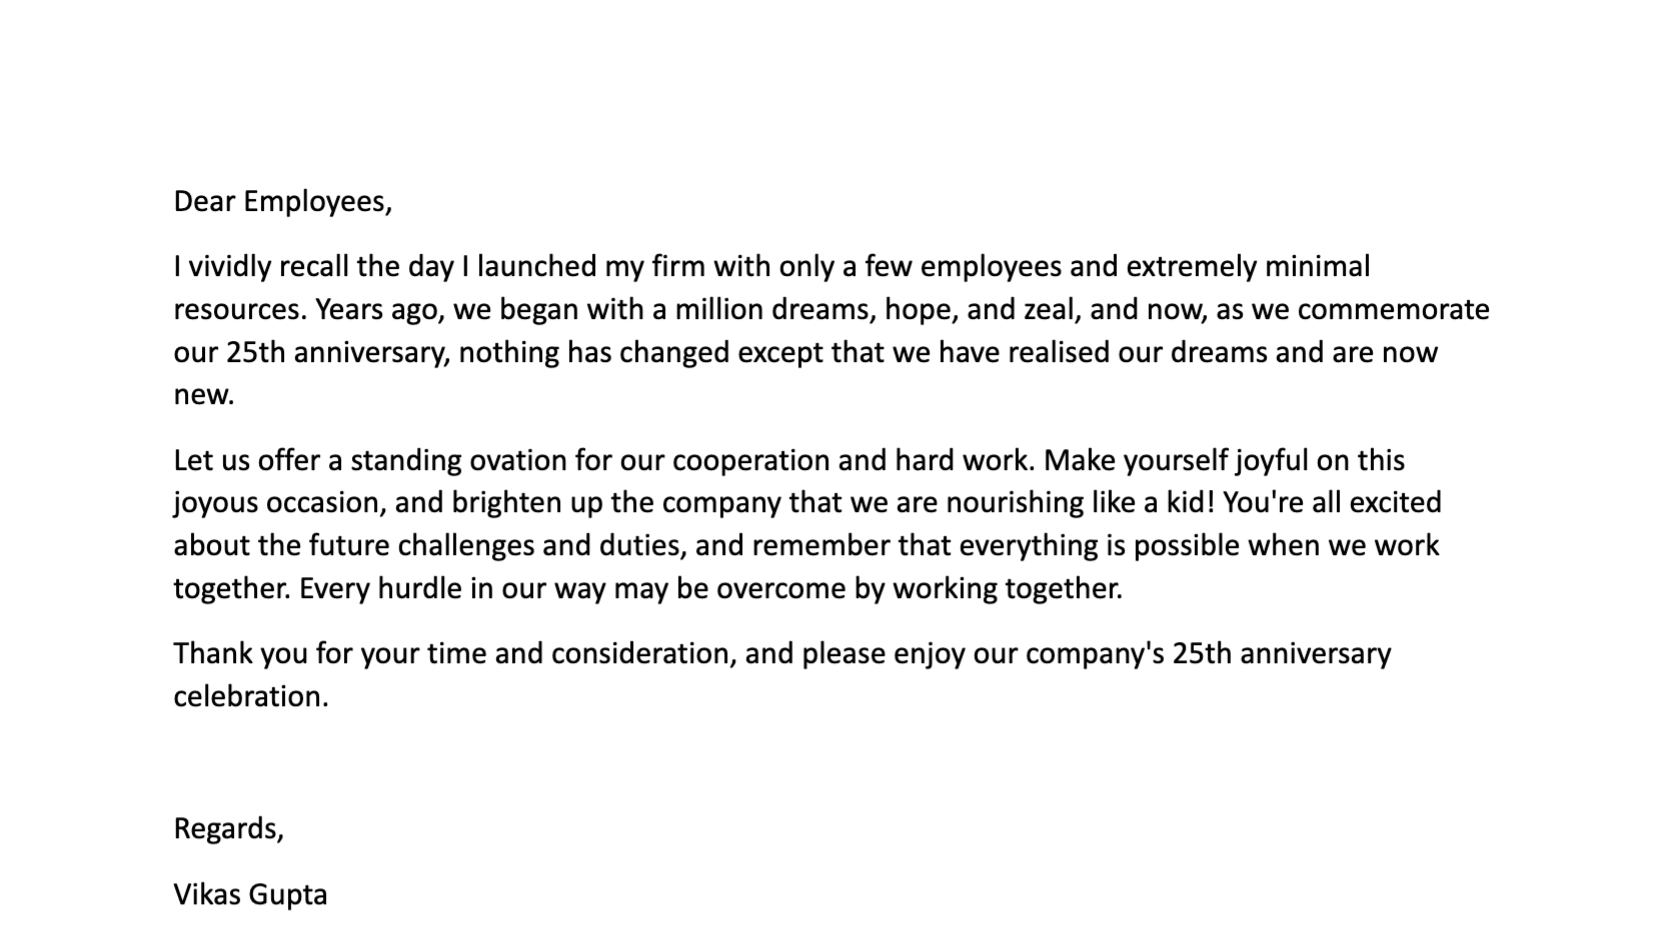 Dear Employees,
I vividly recall the day I launched my firm with only a few employees and extremely minimal
resources. Years ago, we began with a million dreams, hope, and zeal, and now, as we commemorate
our 25th anniversary, nothing has changed except that we have realised our dreams and are now
new.
Let us offer a standing ovation for our cooperation and hard work. Make yourself joyful on this
joyous occasion, and brighten up the company that we are nourishing like a kid! You're all excited
about the future challenges and duties, and remember that everything is possible when we work
together. Every hurdle in our way may be overcome by working together.
Thank you for your time and consideration, and please enjoy our company's 25th anniversary
celebration.
Regards,
Vikas Gupta